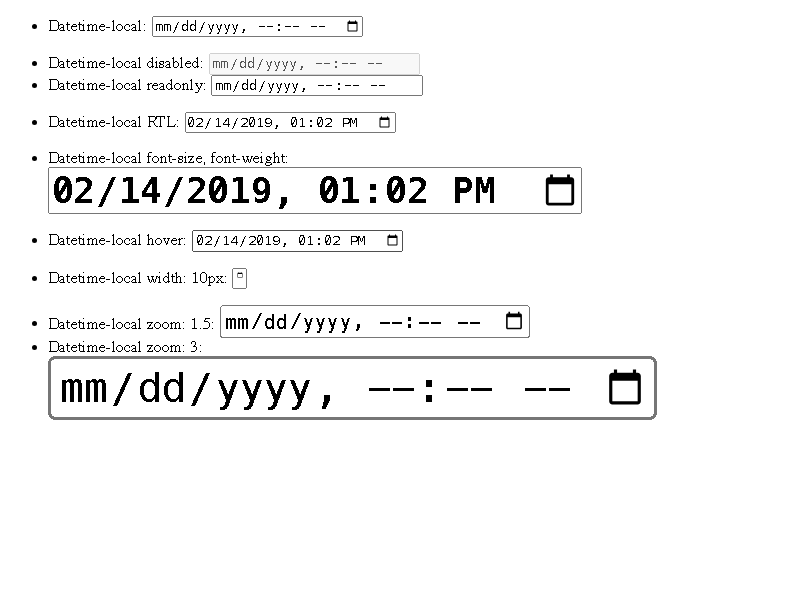 Datetime-local: mm/dd/yyyy, --:-- --
Datetime-local disabled: mm/dd/yyyy, --:-- --
Datetime-local readonly: mm/dd/yyyy, --:-- --
Datetime-local RTL: 02/14/2019, 01:02 PM
Datetime-local font-size, font-weight:
02/14/2019, 01:02 PM
Datetime-local hover: 02/14/2019, 01:02 PM
Datetime-local width: 10px:
Datetime-local zoom: 1.5: mm/dd/yyyy, --:-- --
Datetime-local zoom: 3:
mm/dd/yyyy, --:-- --